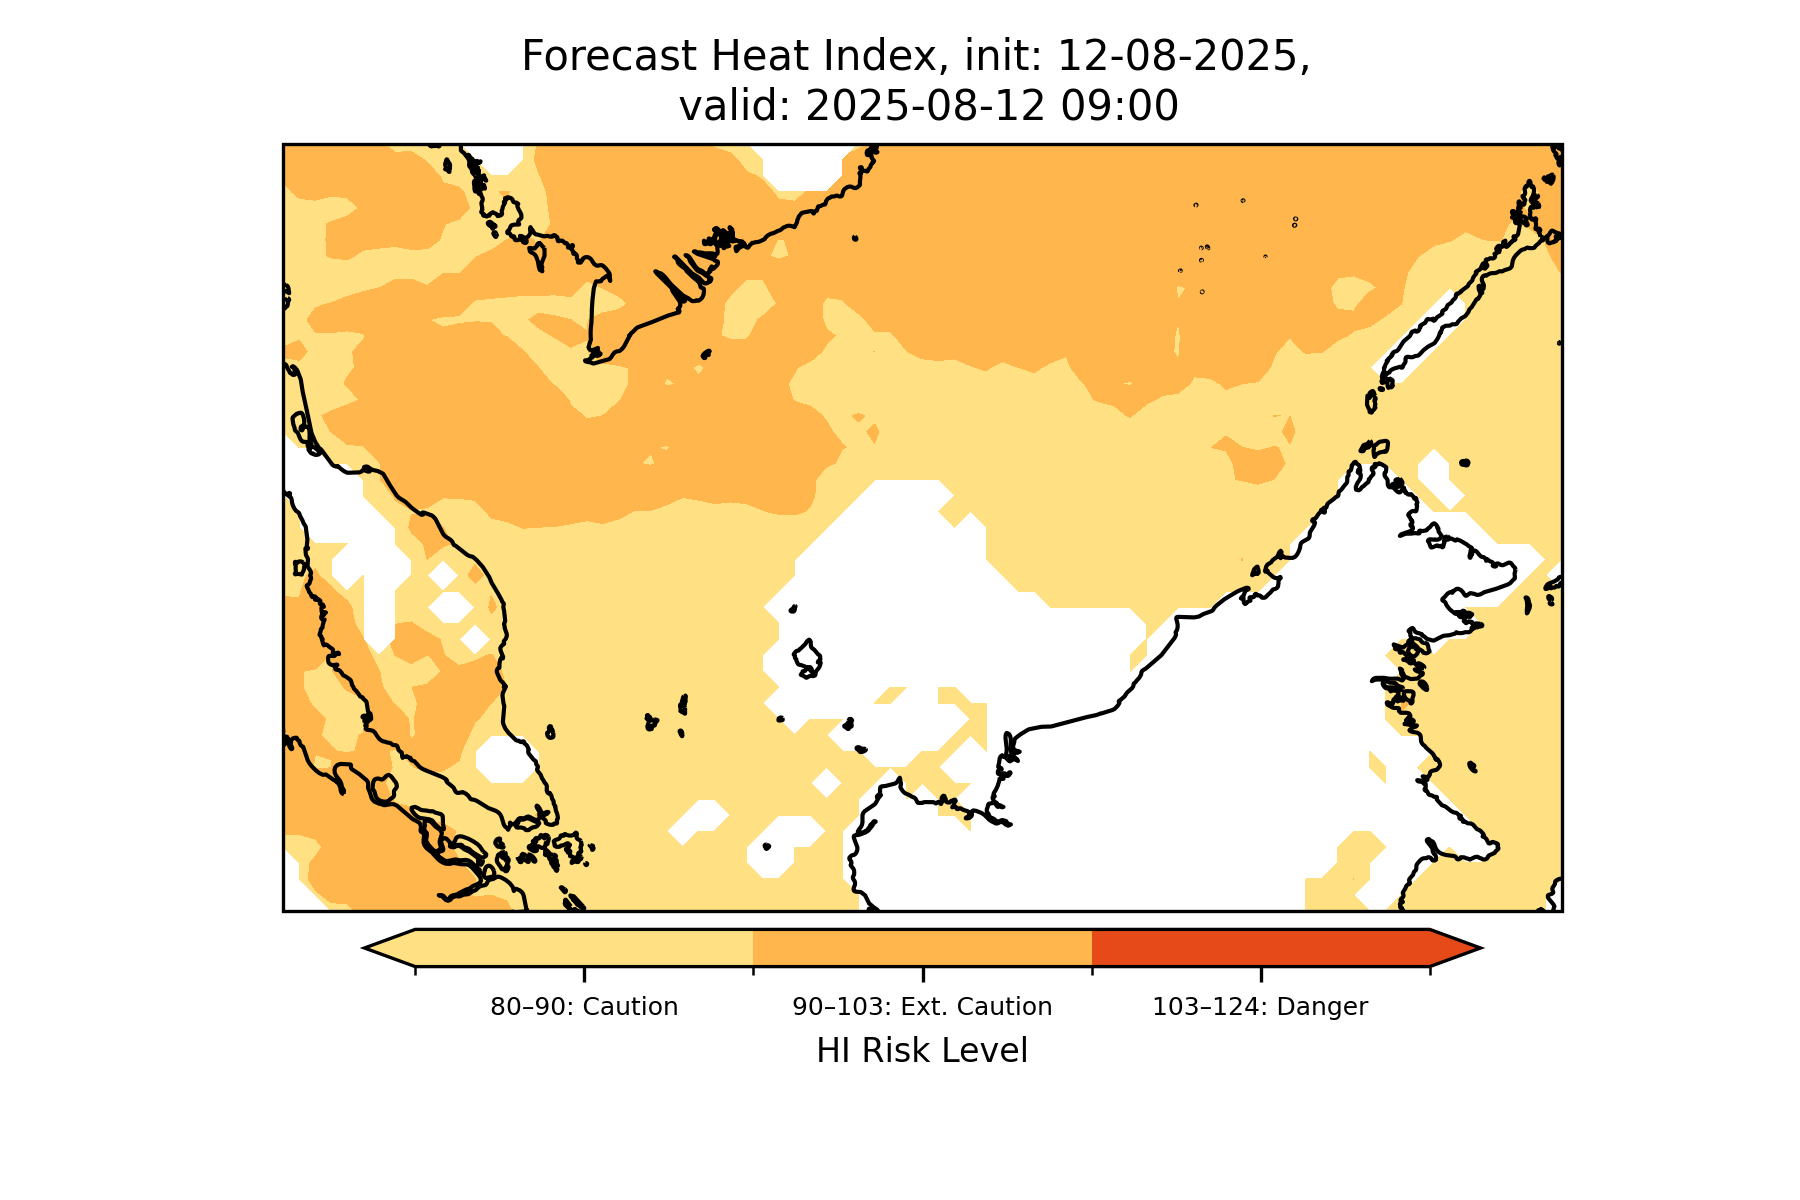 Forecast Heat Index, init: 12-08-2025,
valid: 2025-08-12 09:00
80–90: Caution
90–103: Ext. Caution
103–124: Danger
HI Risk Level